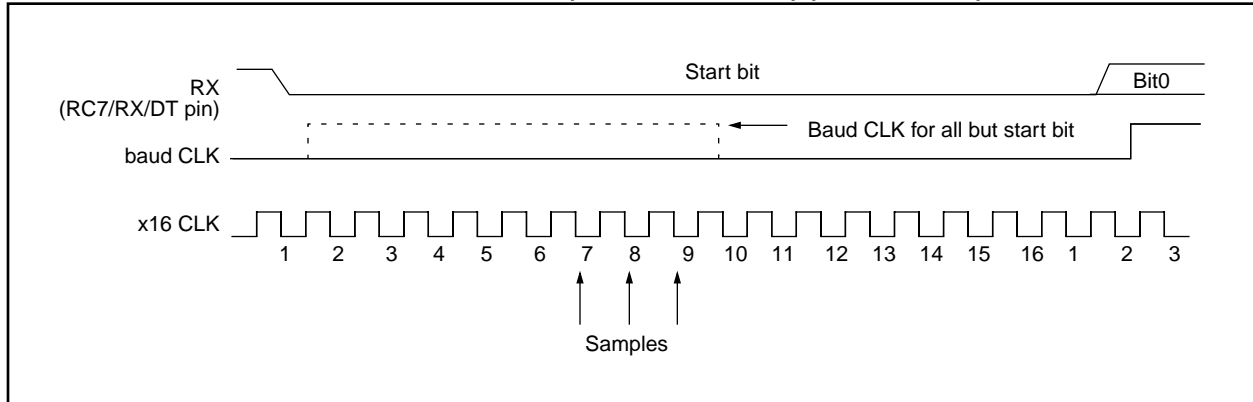 Start bit
RX
(RC7/RX/DT pin)
Bit0
Baud CLK for all but start bit
baud CLK
x16 CLK
1 2 3 4 5 6 7 8 9 10 11 12 13 14 15 16 1 2 3
Samples